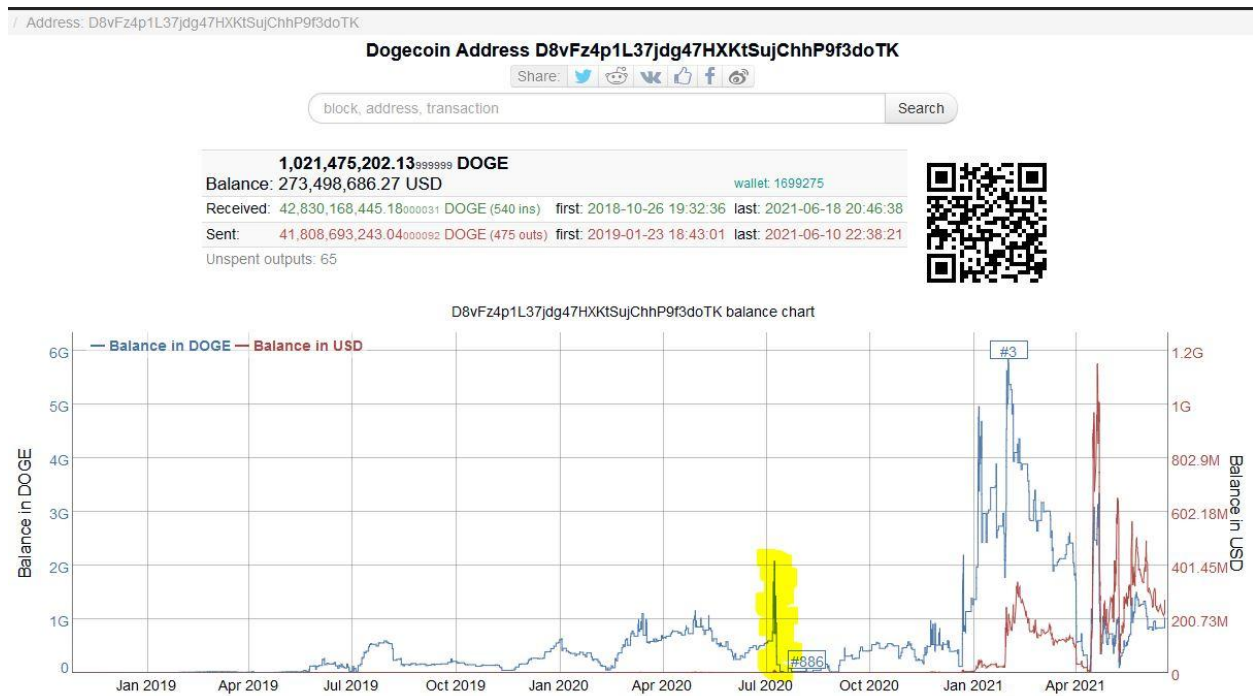 / Address: D8vFz4p1L37jdg47HXKtSujChhP9f3doTK
Dogecoin Address D8vFz4p1L37jdg47HXKtSujChhP9f3doTK
Share:
block, address, transaction Search
1,021,475,202.13999999 DOGE
Balance: 273,498,686.27 USD wallet: 1699275
Received: 42,830,168,445.18000031 DOGE (540 ins) first: 2018-10-26 19:32:36 last: 2021-06-18 20:46:38
Sent: 41,808,693,243.04000092 DOGE (475 outs) first: 2019-01-23 18:43:01 last: 2021-06-10 22:38:21
Unspent outputs: 65
D8vFz4p1L37jdg47HXKtSujChhP9f3doTK balance chart
Balance in DOGE Balance in USD
#3
6G
5G
4G
3G
2G
1G
0
Balance in DOGE
1.2G
1G
802.9M
602.18M
401.45M
200.73M
0
Balance in USD
#886
Jan 2019 Apr 2019 Jul 2019 Oct 2019 Jan 2020 Apr 2020 Jul 2020 Oct 2020 Jan 2021 Apr 2021